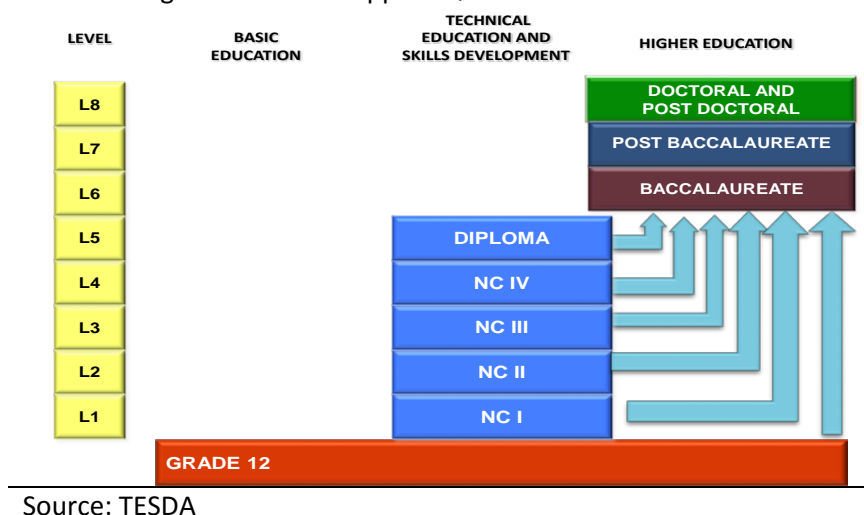 LEVEL
BASIC
EDUCATION
TECHNICAL
EDUCATION AND
SKILLS DEVELOPMENT
HIGHER EDUCATION
L8
DOCTORAL AND
POST DOCTORAL
L7
POST BACCALAUREATE
L6
BACCALAUREATE
L5
DIPLOMA
L4
NC IV
L3
NC III
L2
NC II
L1
NC I
GRADE 12
Source: TESDA